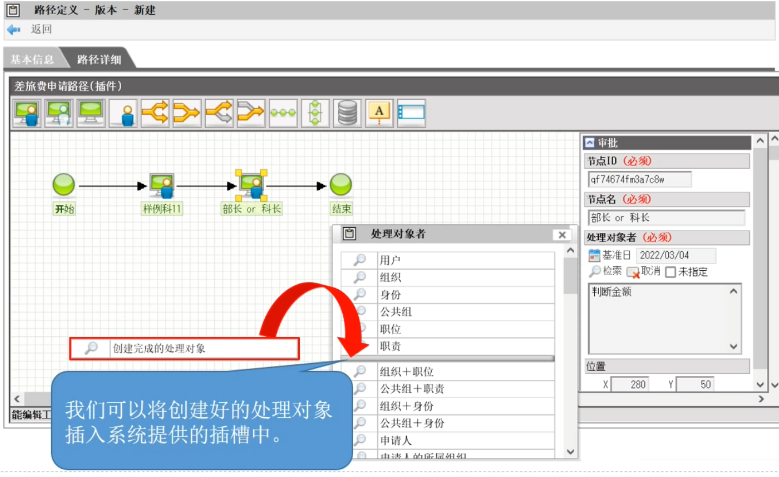 路径定义 - 版本 - 新建
返回
基本信息
路径详细
差旅费申请路径(插件)
A
开始
样例科11
部长 or 科长
结束
审批
节点ID (必须)
qf74674fm3a7c8w
节点名 (必须)
部长 or 科长
处理对象者 (必须)
基准日 2022/03/04
检索 取消 未指定
判断金额
位置
X 280 Y 50
处理对象者
用户
组织
身份
公共组
职位
职责
组织+职位
公共组+职责
组织+身份
公共组+身份
申请人
申请人的所属组织
创建完成的处理对象
我们可以将创建好的处理对象
插入系统提供的插槽中。
能编辑工